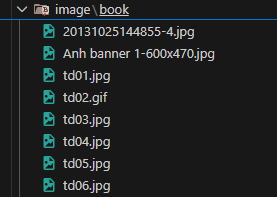 image\book
20131025144855-4.jpg
Anh banner 1-600x470.jpg
td01.jpg
td02.gif
td03.jpg
td04.jpg
td05.jpg
td06.jpg